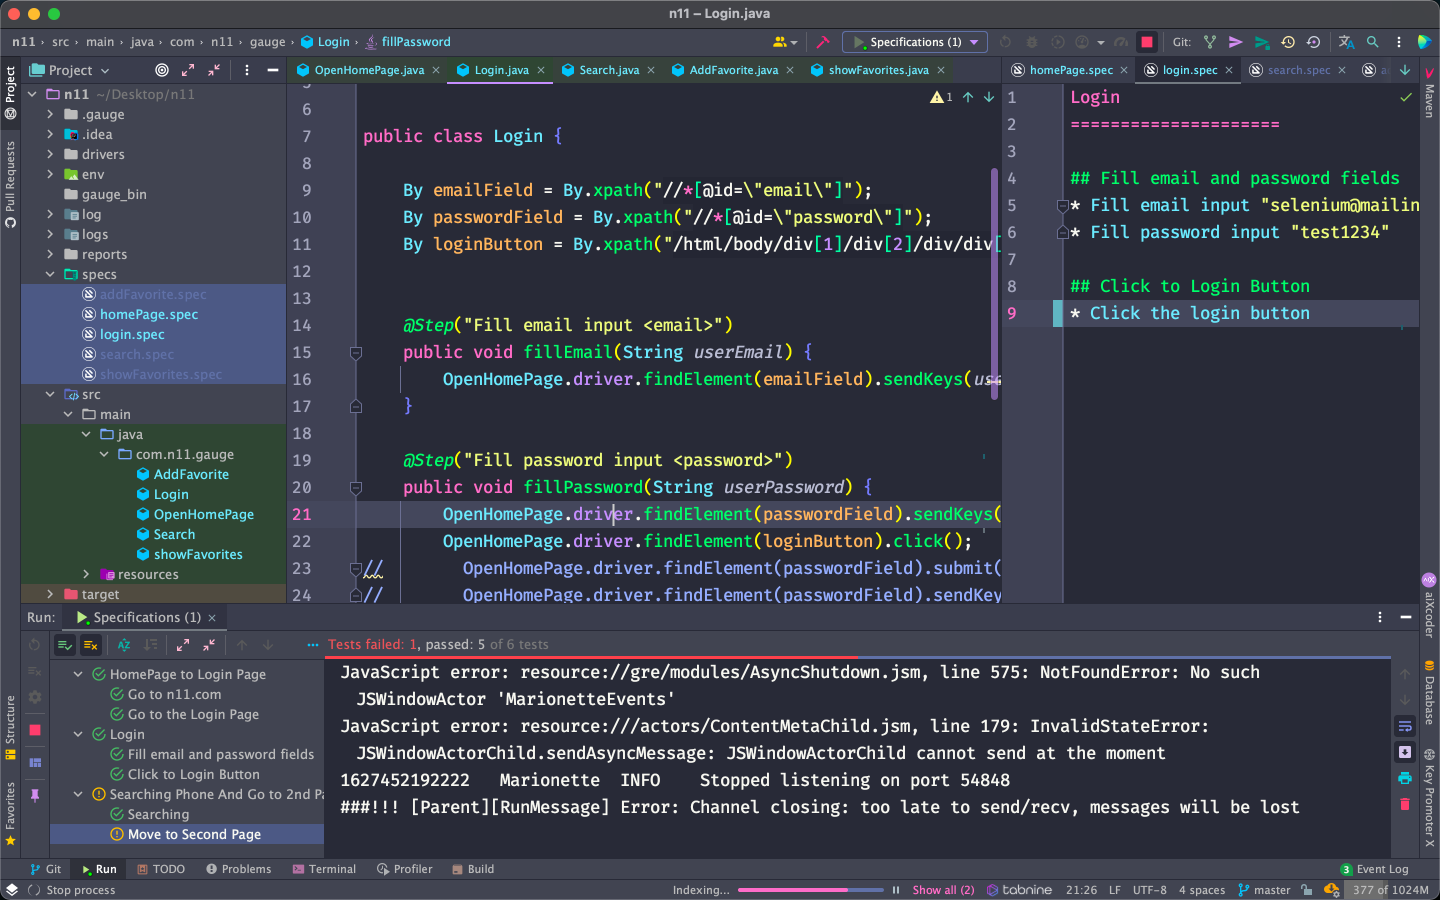 n11 – Login.java
n11 › src › main › java › com › n11 › gauge › Login › fillPassword
Specifications (1)
Git:
Project
OpenHomePage.java
Login.java
Search.java
AddFavorite.java
showFavorites.java
homePage.spec
login.spec
search.spec
Project
Pull Requests
Structure
Favorites
n11 ~/Desktop/n11
.gauge
.idea
drivers
env
gauge_bin
log
logs
reports
specs
addFavorite.spec
homePage.spec
login.spec
search.spec
showFavorites.spec
src
main
java
com.n11.gauge
AddFavorite
Login
OpenHomePage
Search
showFavorites
resources
target
1
6
7 public class Login {
8
9 By emailField = By.xpath("//*[@id=\"email\"]");
10 By passwordField = By.xpath("//*[@id=\"password\"]");
11 By loginButton = By.xpath("/html/body/div[1]/div[2]/div/div[
12
13
14 @Step("Fill email input <email>")
15 public void fillEmail(String userEmail) {
16 OpenHomePage.driver.findElement(emailField).sendKeys(use
17 }
18
19 @Step("Fill password input <password>")
20 public void fillPassword(String userPassword) {
21 OpenHomePage.driver.findElement(passwordField).sendKeys(
22 OpenHomePage.driver.findElement(loginButton).click();
23 // OpenHomePage.driver.findElement(passwordField).submit(
24 // OpenHomePage.driver.findElement(passwordField).sendKey
1 Login
2 =====================
3
4 ## Fill email and password fields
5 * Fill email input "selenium@mailin
6 * Fill password input "test1234"
7
8 ## Click to Login Button
9 * Click the login button
Maven
aiXcoder
Database
Key Promoter X
Run: Specifications (1)
Tests failed: 1, passed: 5 of 6 tests
HomePage to Login Page
Go to n11.com
Go to the Login Page
Login
Fill email and password fields
Click to Login Button
Searching Phone And Go to 2nd Pa
Searching
Move to Second Page
JavaScript error: resource://gre/modules/AsyncShutdown.jsm, line 575: NotFoundError: No such
JSWindowActor 'MarionetteEvents'
JavaScript error: resource:///actors/ContentMetaChild.jsm, line 179: InvalidStateError:
JSWindowActorChild.sendAsyncMessage: JSWindowActorChild cannot send at the moment
1627452192222 Marionette INFO Stopped listening on port 54848
###!!! [Parent][RunMessage] Error: Channel closing: too late to send/recv, messages will be lost
Git
Run
TODO
Problems
Terminal
Profiler
Build
3 Event Log
Stop process
Indexing...
Show all (2)
tabnine
21:26
LF
UTF-8
4 spaces
master
377 of 1024M